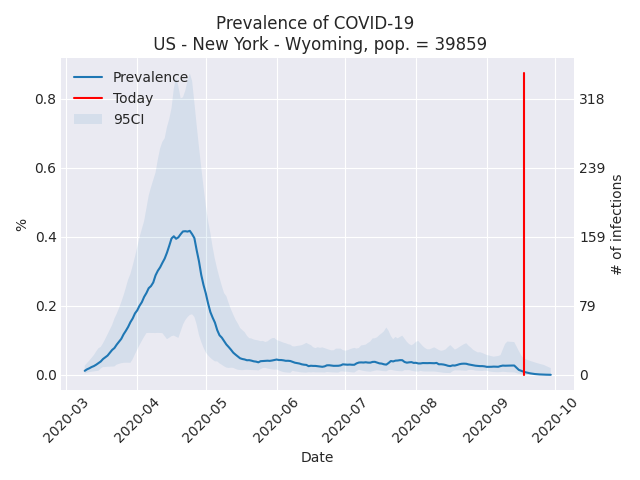 Prevalence of COVID-19
US - New York - Wyoming, pop. = 39859
Prevalence
Today
95CI
%
0.8
0.6
0.4
0.2
0.0
318
239
159
79
0
# of infections
2020-03
2020-04
2020-05
2020-06
2020-07
2020-08
2020-09
2020-10
Date